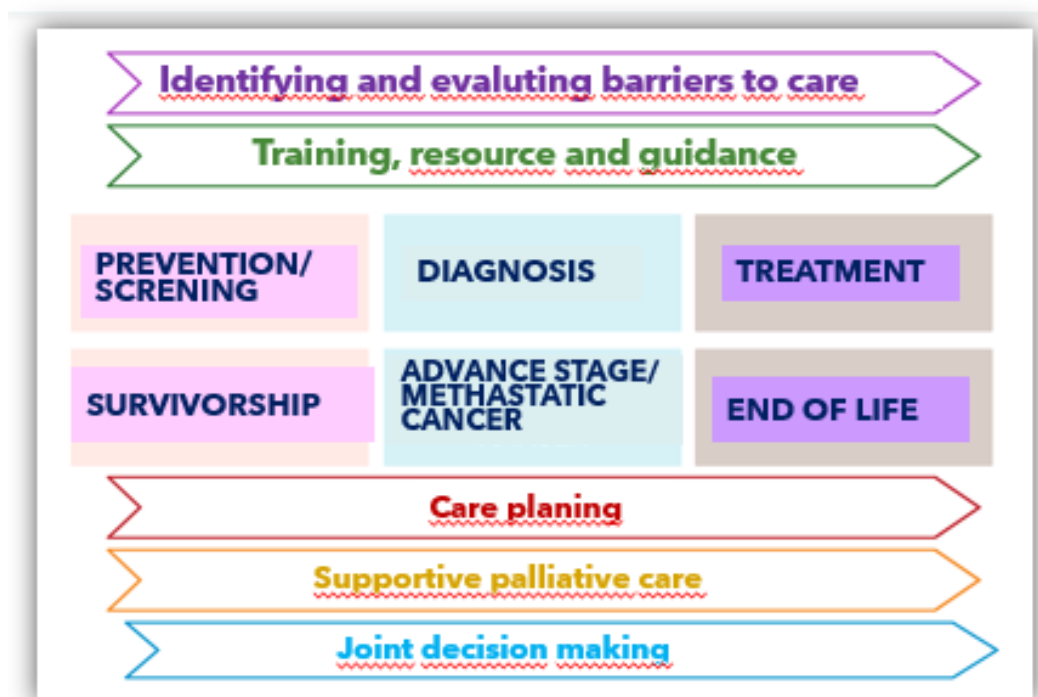 Identifying and evaluting barriers to care
Training, resource and guidance
PREVENTION/
SCRENING
DIAGNOSIS
TREATMENT
SURVIVORSHIP
ADVANCE STAGE/
METHASTATIC
CANCER
END OF LIFE
Care planing
Supportive palliative care
Joint decision making